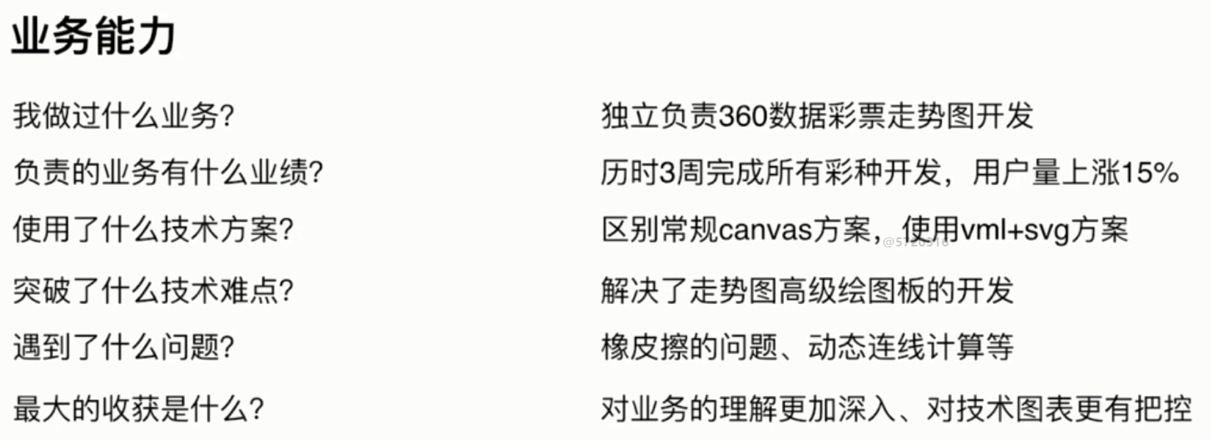 业务能力
我做过什么业务? 独立负责360数据彩票走势图开发
负责的业务有什么业绩? 历时3周完成所有彩种开发，用户量上涨15%
使用了什么技术方案? 区别常规canvas方案，使用vml+svg方案
突破了什么技术难点? 解决了走势图高级绘图板的开发
遇到了什么问题? 橡皮擦的问题、动态连线计算等
最大的收获是什么? 对业务的理解更加深入、对技术图表更有把控